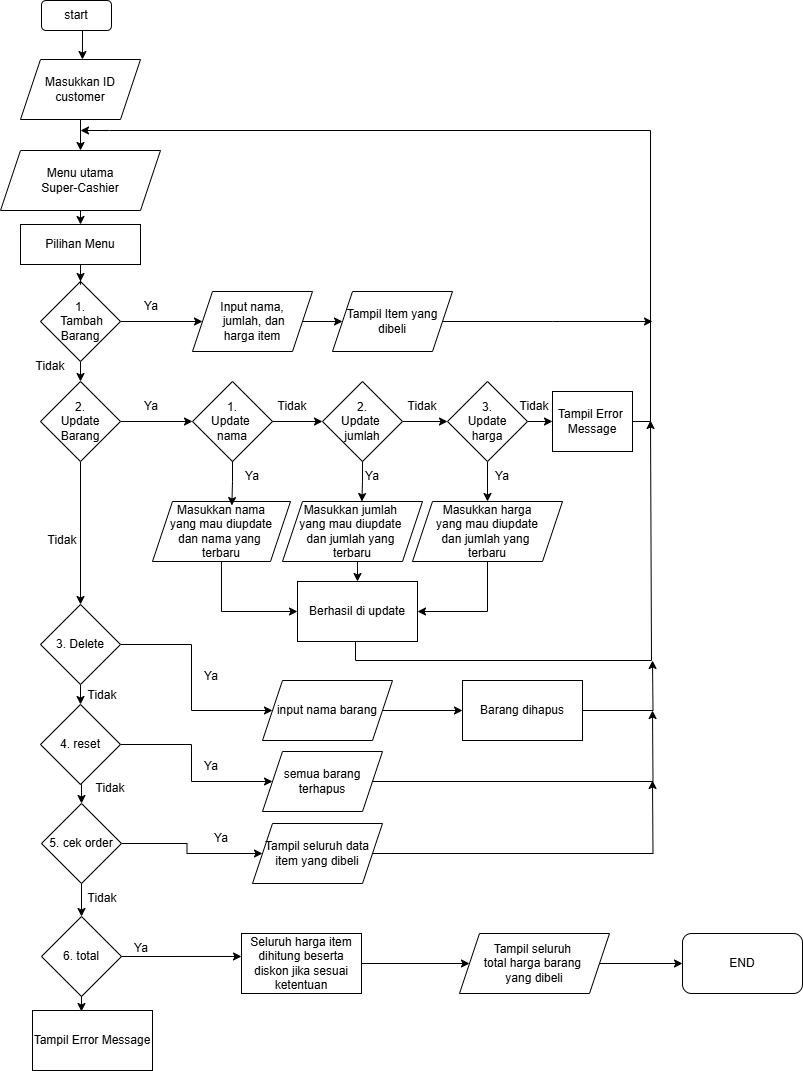 start
Masukkan ID
customer
Menu utama
Super-Cashier
Pilihan Menu
1.
Tambah
Barang
Ya
Input nama,
jumlah, dan
harga item
Tampil Item yang
dibeli
Tidak
2.
Update
Barang
Ya
1.
Update
nama
Tidak
2.
Update
jumlah
Tidak
3.
Update
harga
Tidak
Tampil Error
Message
Ya
Ya
Ya
Masukkan nama
yang mau diupdate
dan nama yang
terbaru
Masukkan jumlah
yang mau diupdate
dan jumlah yang
terbaru
Masukkan harga
yang mau diupdate
dan jumlah yang
terbaru
Tidak
Berhasil di update
3. Delete
Ya
input nama barang
Barang dihapus
Tidak
4. reset
Ya
semua barang
terhapus
Tidak
5. cek order
Ya
Tampil seluruh data
item yang dibeli
Tidak
6. total
Ya
Seluruh harga item
dihitung beserta
diskon jika sesuai
ketentuan
Tampil seluruh
total harga barang
yang dibeli
END
Tampil Error Message